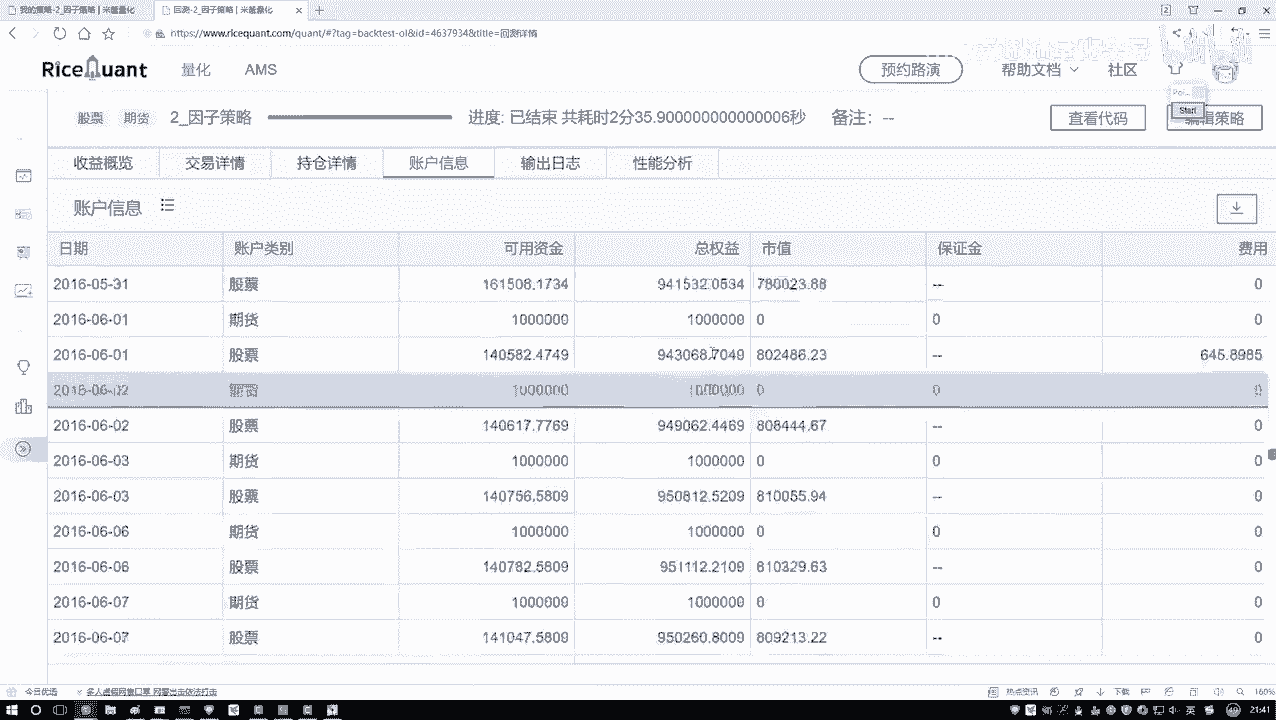 我的策略-2_因子策略 | 米筐量化
回测-2_因子策略 | 米筐量化
https://www.ricequant.com/quant/#?tag=backtest-ol&id=4637934&title=回测详情
RiceQuant 量化 AMS 预约路演 帮助文档 社区
股票 期货 2_因子策略 进度: 已结束 共耗时2分35.900000000000006秒 备注: -- 查看代码 编辑策略
Start
收益概览 交易详情 持仓详情 账户信息 输出日志 性能分析
账户信息
日期 账户类别 可用资金 总权益 市值 保证金 费用
2016-05-31 股票 161508.1734 941532.0534 780023.88 -- 0
2016-06-01 期货 1000000 1000000 0 0 0
2016-06-01 股票 140582.4749 943068.7049 802486.23 -- 645.8985
2016-06-02 期货 1000000 1000000 0 0 0
2016-06-02 股票 140617.7769 949062.4469 808444.67 -- 0
2016-06-03 期货 1000000 1000000 0 0 0
2016-06-03 股票 140756.5809 950812.5209 810055.94 -- 0
2016-06-06 期货 1000000 1000000 0 0 0
2016-06-06 股票 140782.5809 951112.2109 810329.63 -- 0
2016-06-07 期货 1000000 1000000 0 0 0
2016-06-07 股票 141047.5809 950260.8009 809213.22 -- 0
今日优选 热点资讯 下载 160%
21:41